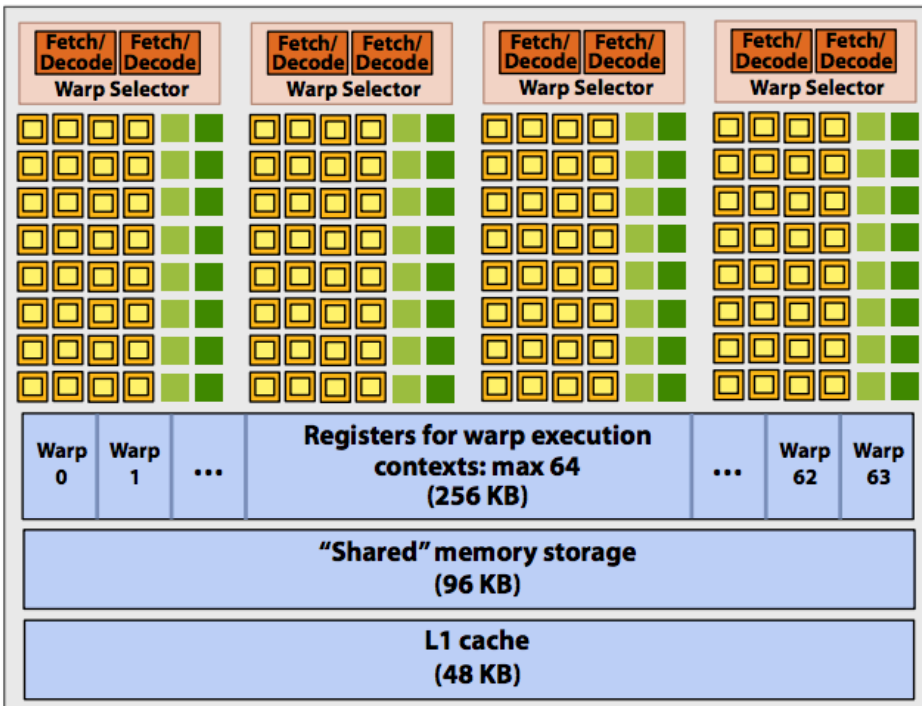 Fetch/ Fetch/
Decode Decode
Warp Selector
Fetch/ Fetch/
Decode Decode
Warp Selector
Fetch/ Fetch/
Decode Decode
Warp Selector
Fetch/ Fetch/
Decode Decode
Warp Selector
Warp
0
Warp
1
...
Registers for warp execution
contexts: max 64
(256 KB)
...
Warp
62
Warp
63
“Shared” memory storage
(96 KB)
L1 cache
(48 KB)